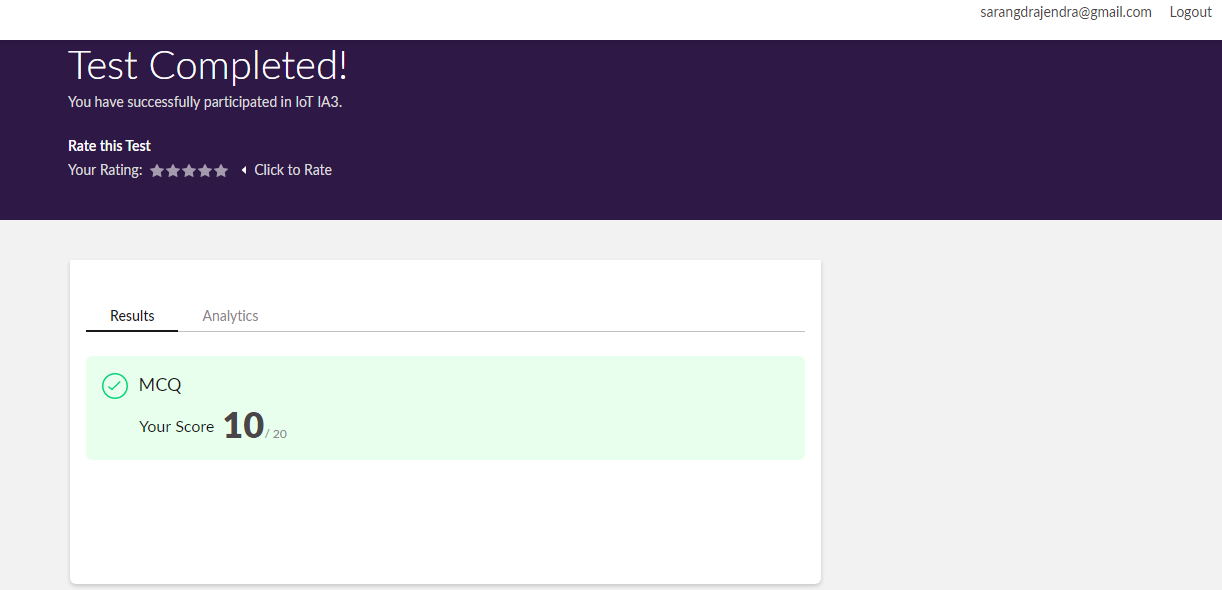 sarangdrajendra@gmail.com Logout
Test Completed!
You have successfully participated in IoT IA3.
Rate this Test
Your Rating: Click to Rate
Results Analytics
MCQ
Your Score 10 / 20